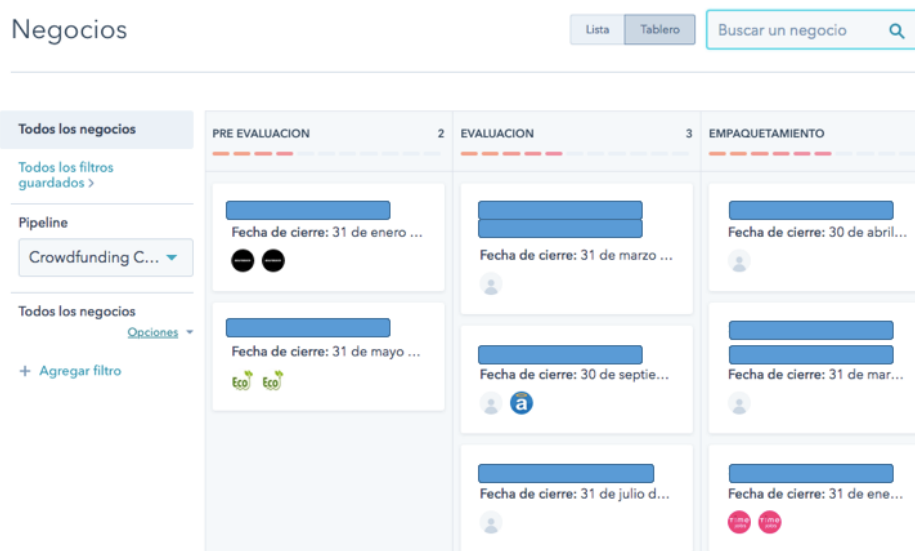 Negocios
Lista
Tablero
Buscar un negocio
Todos los negocios
Todos los filtros
guardados >
Pipeline
Crowdfunding C...
Todos los negocios
Opciones
+ Agregar filtro
PRE EVALUACION 2
Fecha de cierre: 31 de enero ...
Fecha de cierre: 31 de mayo ...
Eco Eco
EVALUACION 3
Fecha de cierre: 31 de marzo ...
Fecha de cierre: 30 de septie...
a
Fecha de cierre: 31 de julio d...
EMPAQUETAMIENTO
Fecha de cierre: 30 de abril...
Fecha de cierre: 31 de mar...
Fecha de cierre: 31 de ene...